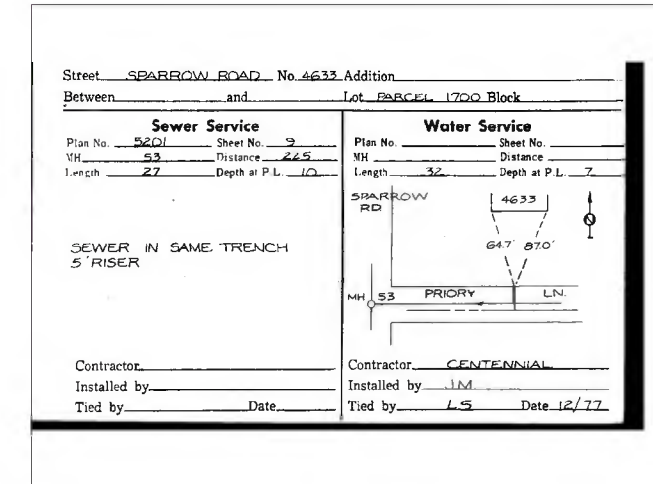 Street SPARROW ROAD No. 4633 Addition
Between and Lot PARCEL 1700 Block
Sewer Service
Plan No. 5201 Sheet No. 9
MH 53 Distance 265
Length 27 Depth at P.L. 10
SEWER IN SAME TRENCH
5' RISER
Contractor
Installed by
Tied by Date
Water Service
Plan No. Sheet No.
MH Distance
Length 32 Depth at P.L. 7
SPARROW
RD
4633
N
64.7' 87.0'
MH 53 PRIORY LN.
Contractor CENTENNIAL
Installed by JM
Tied by LS Date 12/77